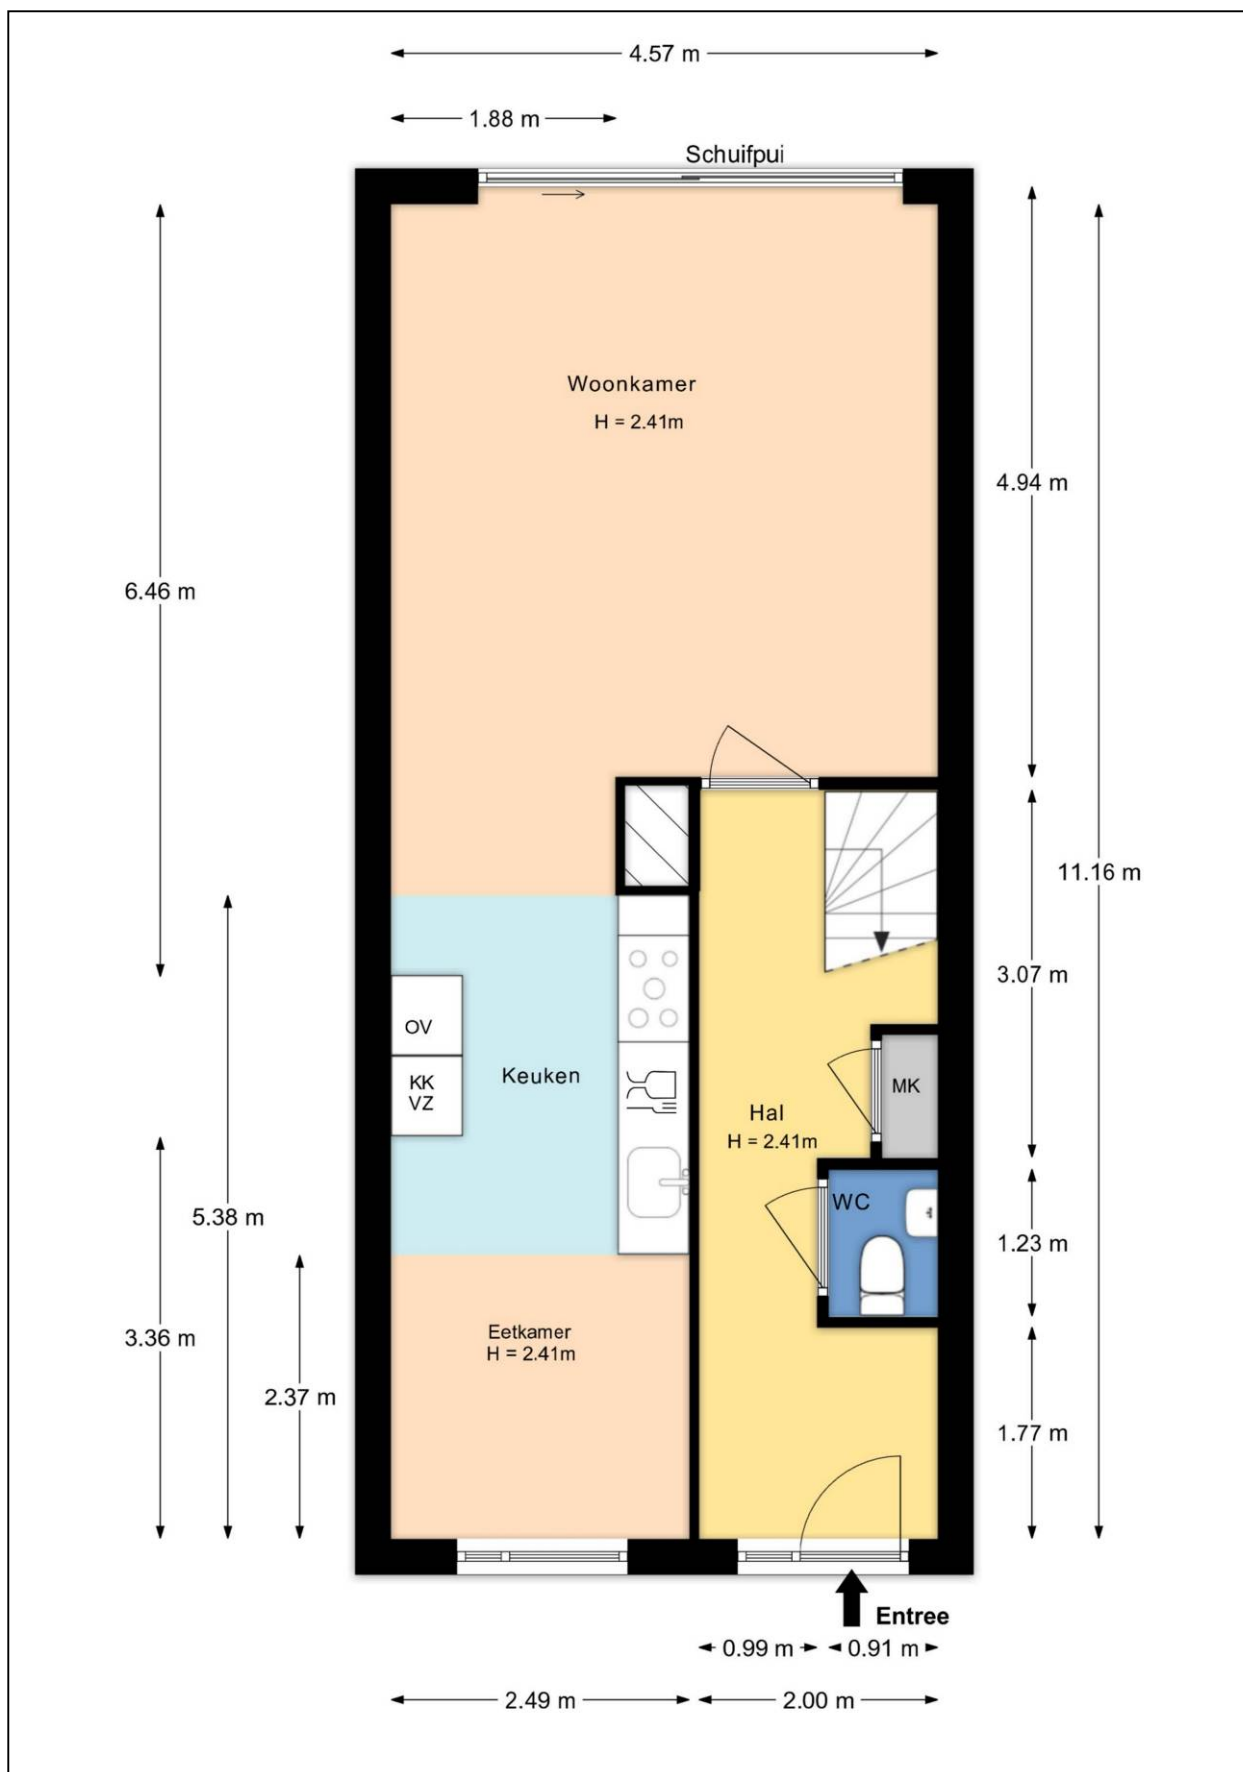 4.57 m
1.88 m
Schuifpui
Woonkamer
H = 2.41m
4.94 m
6.46 m
11.16 m
3.07 m
OV
KK
VZ
Keuken
MK
Hal
H = 2.41m
WC
5.38 m
1.23 m
3.36 m
Eetkamer
H = 2.41m
2.37 m
1.77 m
Entree
0.99 m
0.91 m
2.49 m
2.00 m